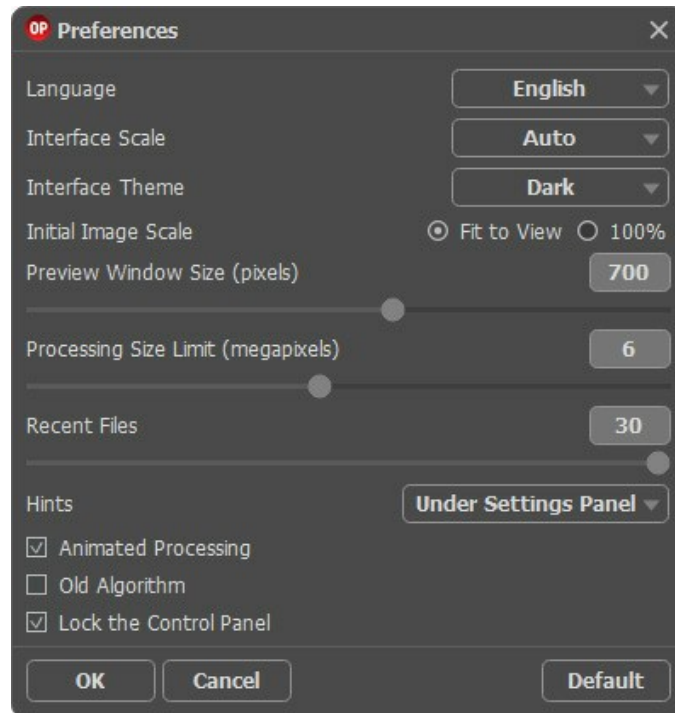 OP Preferences
Language English
Interface Scale Auto
Interface Theme Dark
Initial Image Scale Fit to View 100%
Preview Window Size (pixels) 700
Processing Size Limit (megapixels) 6
Recent Files 30
Hints Under Settings Panel
Animated Processing
Old Algorithm
Lock the Control Panel
OK Cancel Default